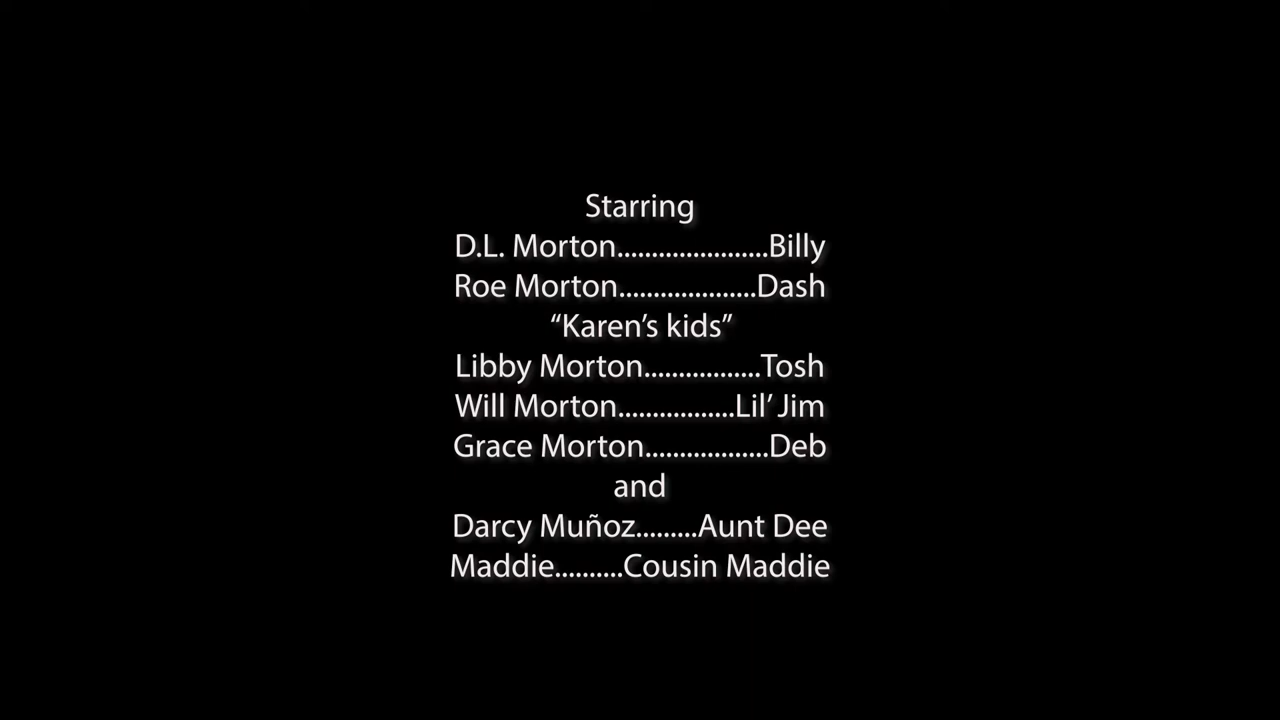 Starring
D.L. Morton......................Billy
Roe Morton....................Dash
“Karen’s kids”
Libby Morton.................Tosh
Will Morton.................Lil’ Jim
Grace Morton..................Deb
and
Darcy Muñoz.........Aunt Dee
Maddie..........Cousin Maddie